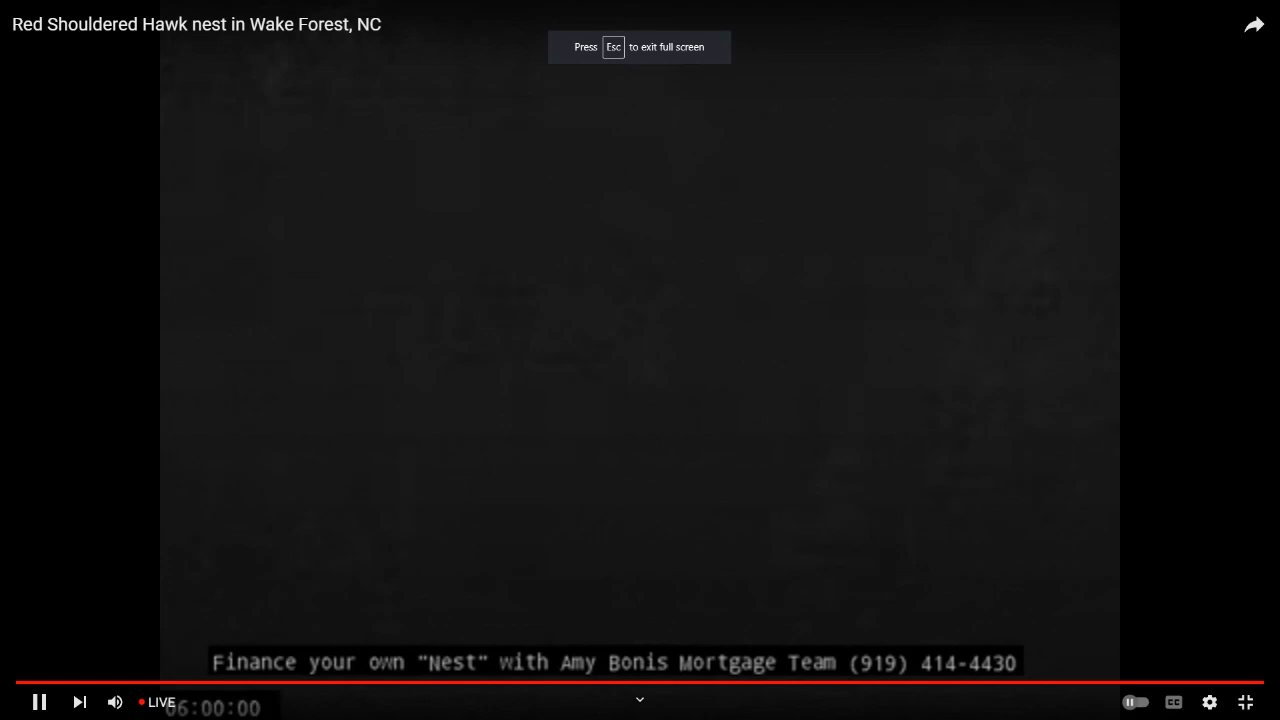 Red Shouldered Hawk nest in Wake Forest, NC
Press Esc to exit full screen
Finance your own "Nest" with Amy Bonis Mortgage Team (919) 414-4430
LIVE
06:00:00
CC